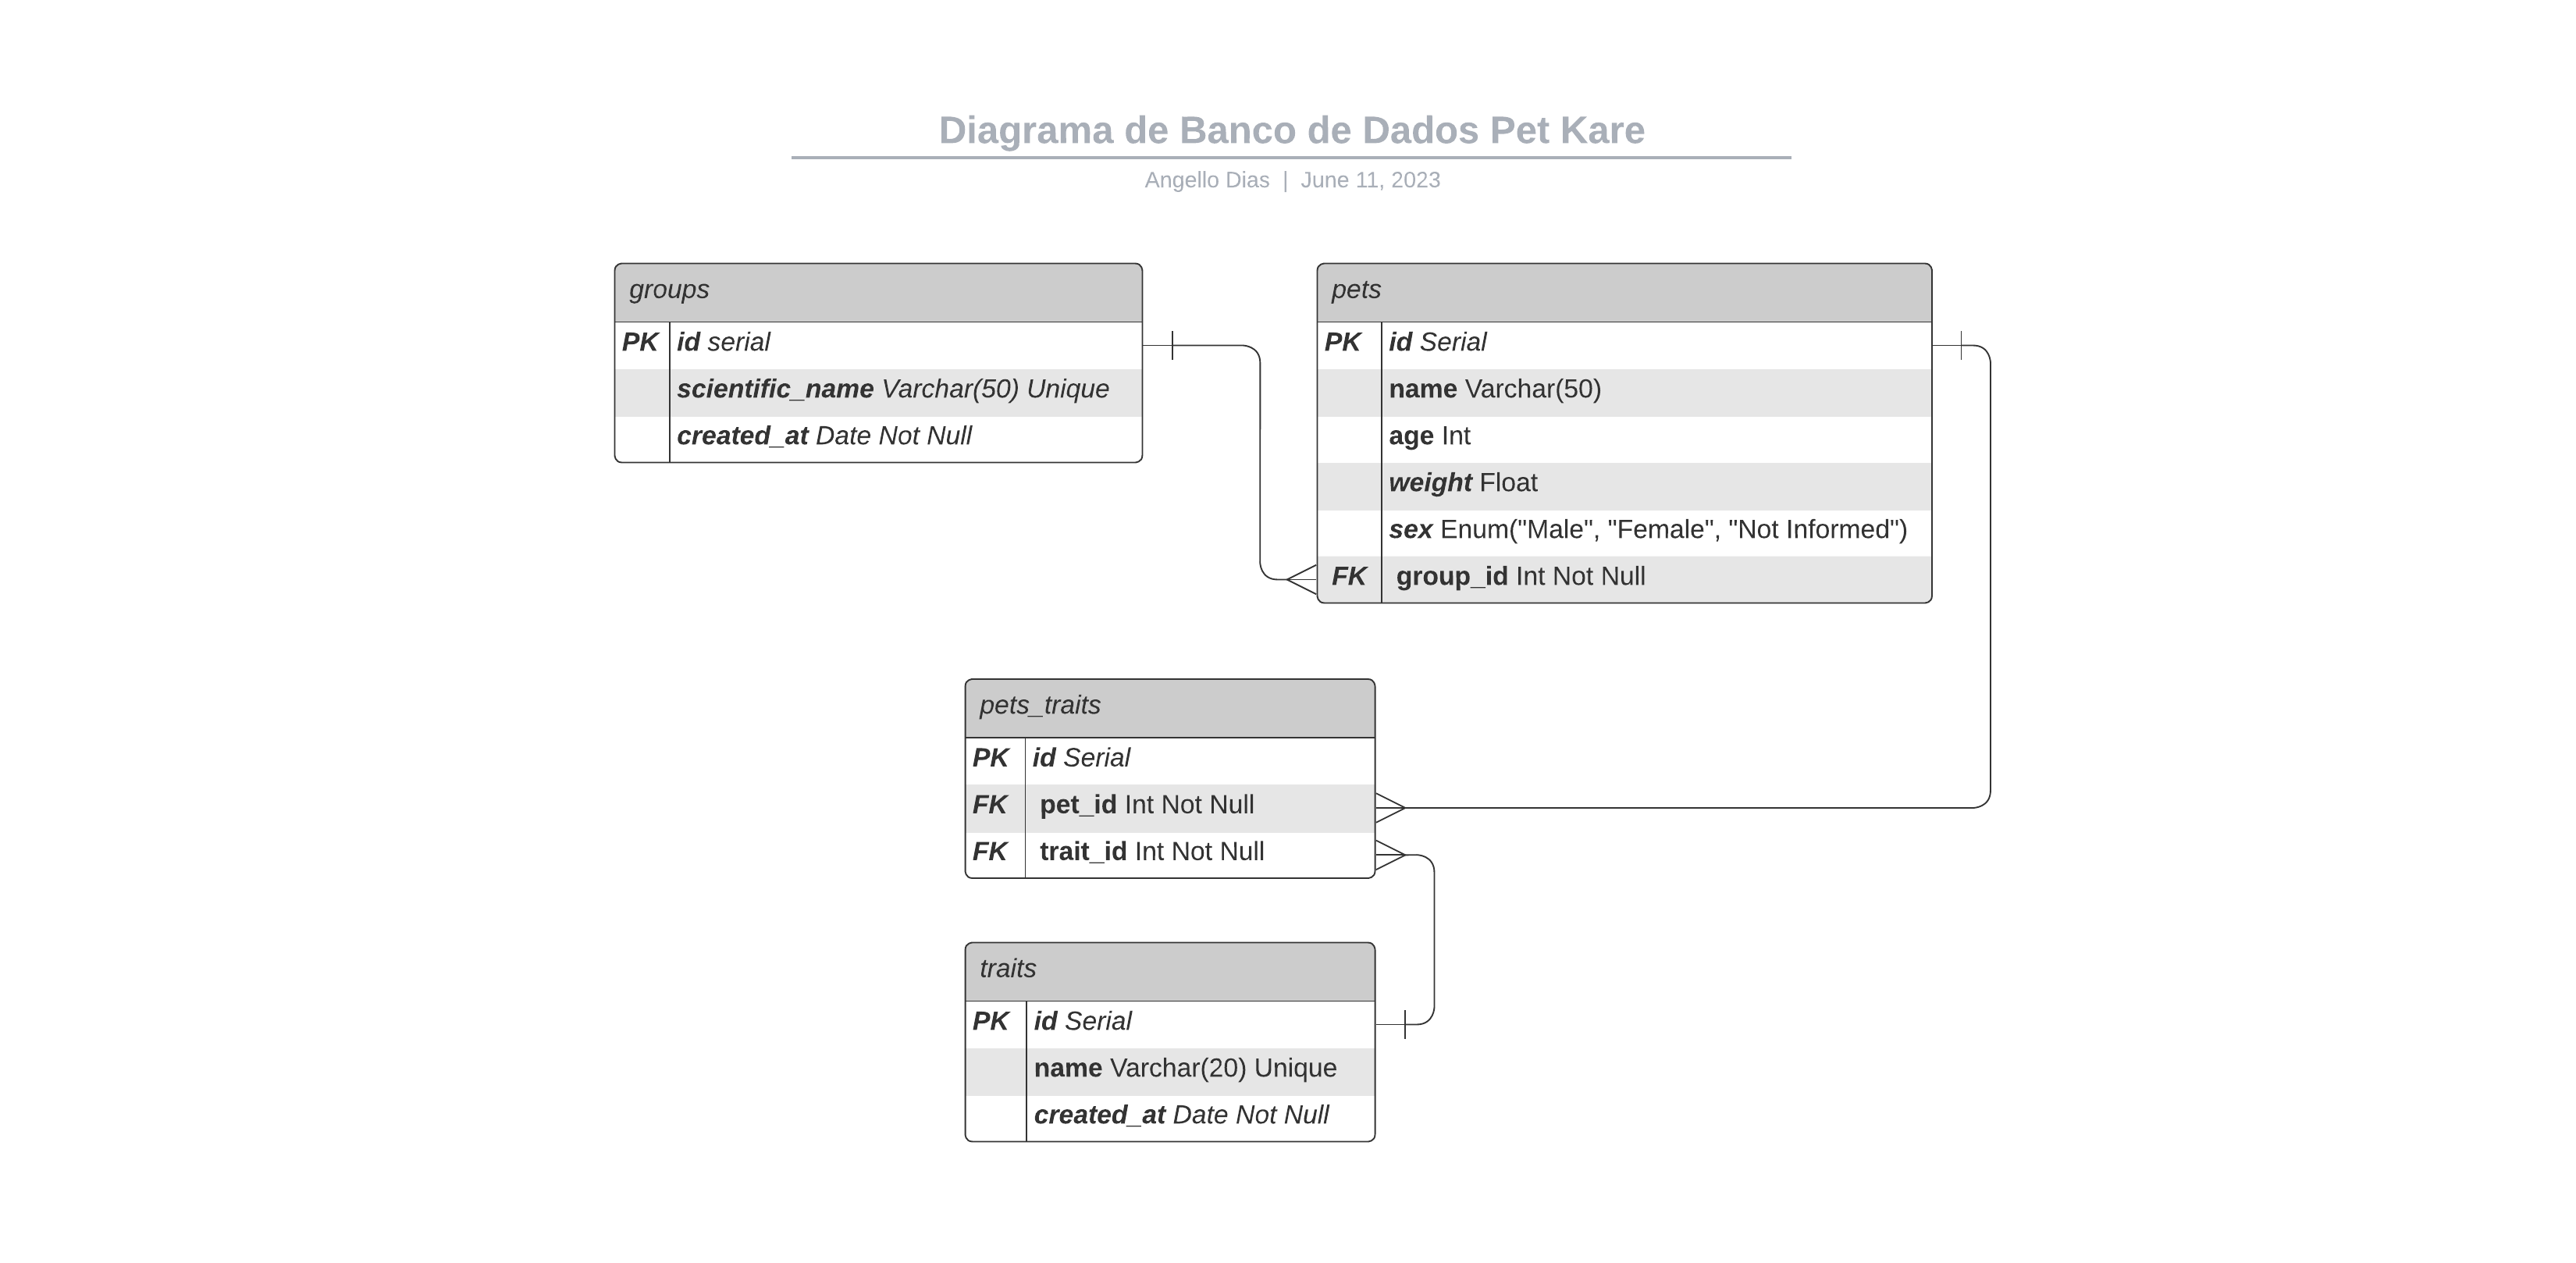 Diagrama de Banco de Dados Pet Kare
Angello Dias | June 11, 2023
groups
PK id serial
scientific_name Varchar(50) Unique
created_at Date Not Null
pets
PK id Serial
name Varchar(50)
age Int
weight Float
sex Enum("Male", "Female", "Not Informed")
FK group_id Int Not Null
pets_traits
PK id Serial
FK pet_id Int Not Null
FK trait_id Int Not Null
traits
PK id Serial
name Varchar(20) Unique
created_at Date Not Null